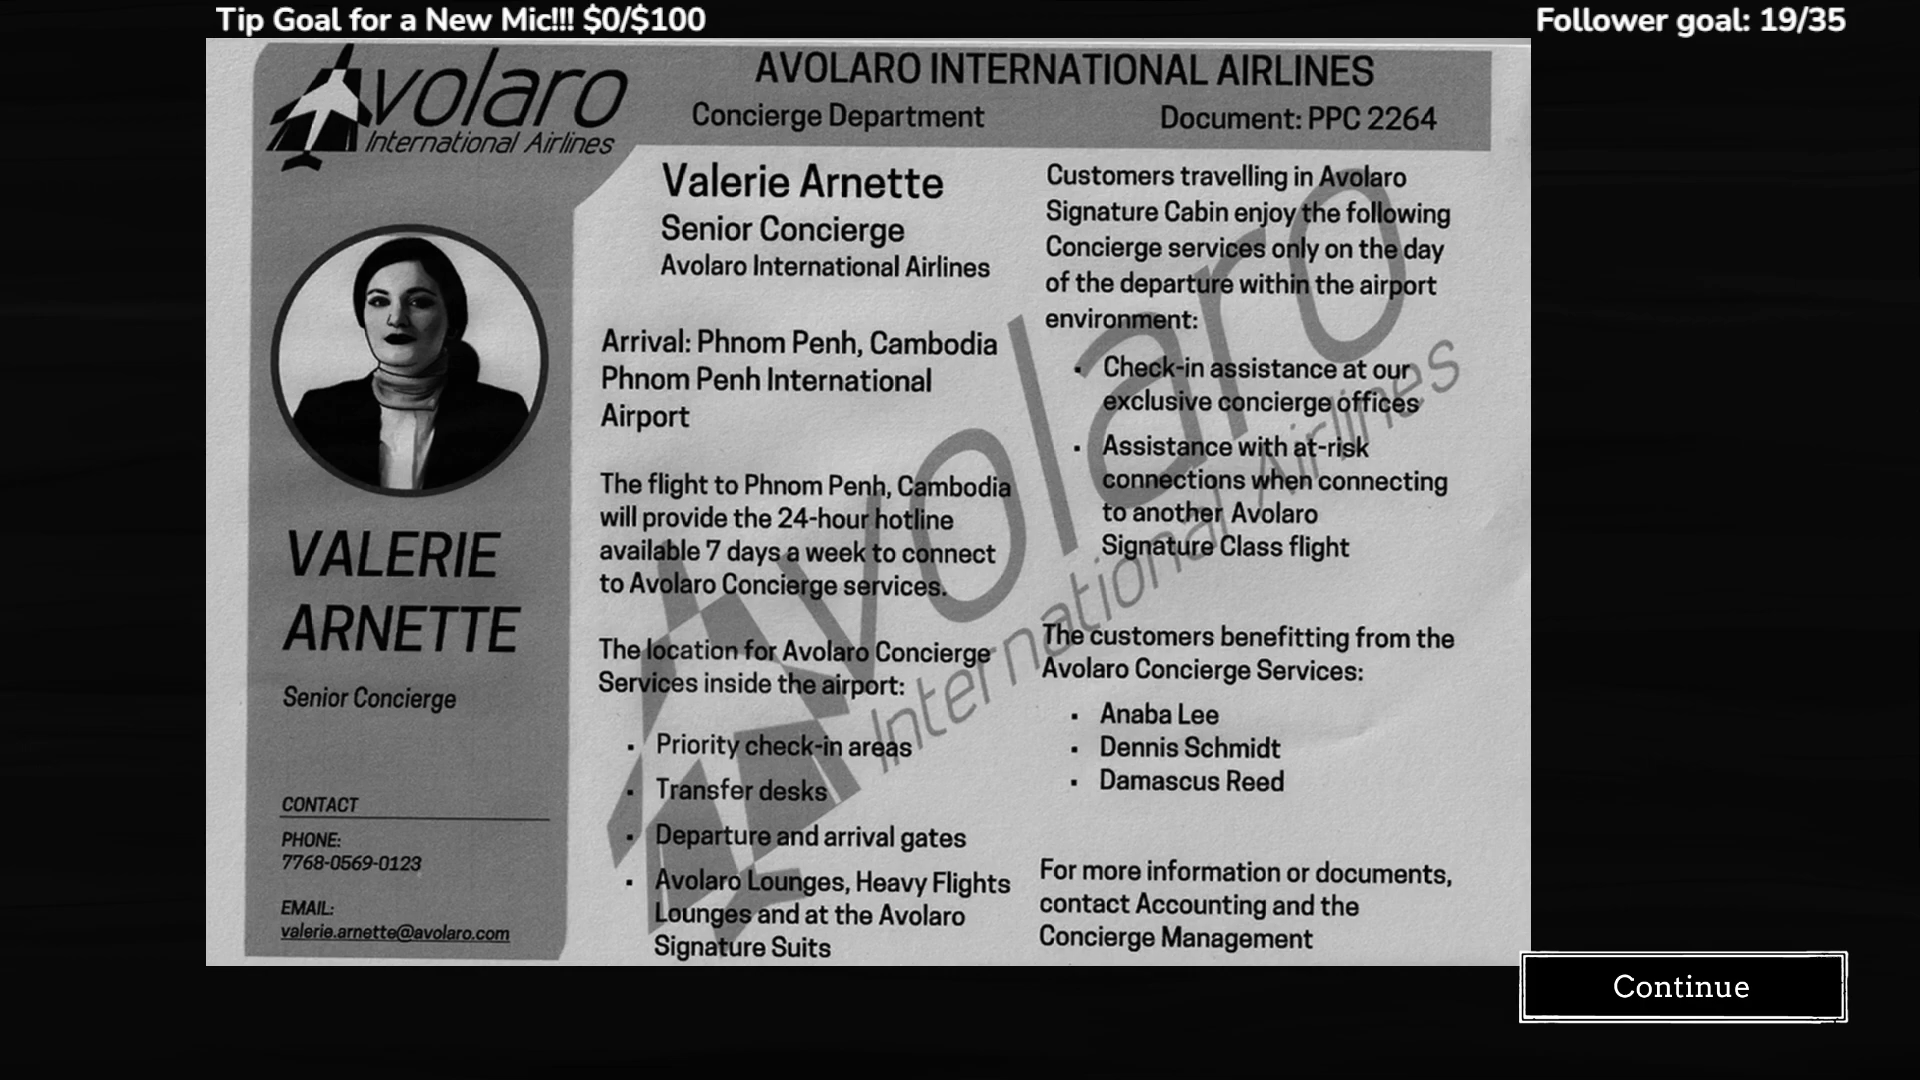 Tip Goal for a New Mic!!! $0/$100
Follower goal: 19/35
Avolaro
International Airlines
AVOLARO INTERNATIONAL AIRLINES
Concierge Department
Document: PPC 2264
VALERIE
ARNETTE
Senior Concierge
CONTACT
PHONE:
7768-0569-0123
EMAIL:
valerie.arnette@avolaro.com
Valerie Arnette
Senior Concierge
Avolaro International Airlines
Arrival: Phnom Penh, Cambodia
Phnom Penh International
Airport
The flight to Phnom Penh, Cambodia
will provide the 24-hour hotline
available 7 days a week to connect
to Avolaro Concierge services.
The location for Avolaro Concierge
Services inside the airport:
· Priority check-in areas
· Transfer desks
· Departure and arrival gates
· Avolaro Lounges, Heavy Flights
Lounges and at the Avolaro
Signature Suits
Customers travelling in Avolaro
Signature Cabin enjoy the following
Concierge services only on the day
of the departure within the airport
environment:
· Check-in assistance at our
exclusive concierge offices
· Assistance with at-risk
connections when connecting
to another Avolaro
Signature Class flight
The customers benefitting from the
Avolaro Concierge Services:
· Anaba Lee
· Dennis Schmidt
· Damascus Reed
For more information or documents,
contact Accounting and the
Concierge Management
Avolaro
International Airlines
Continue